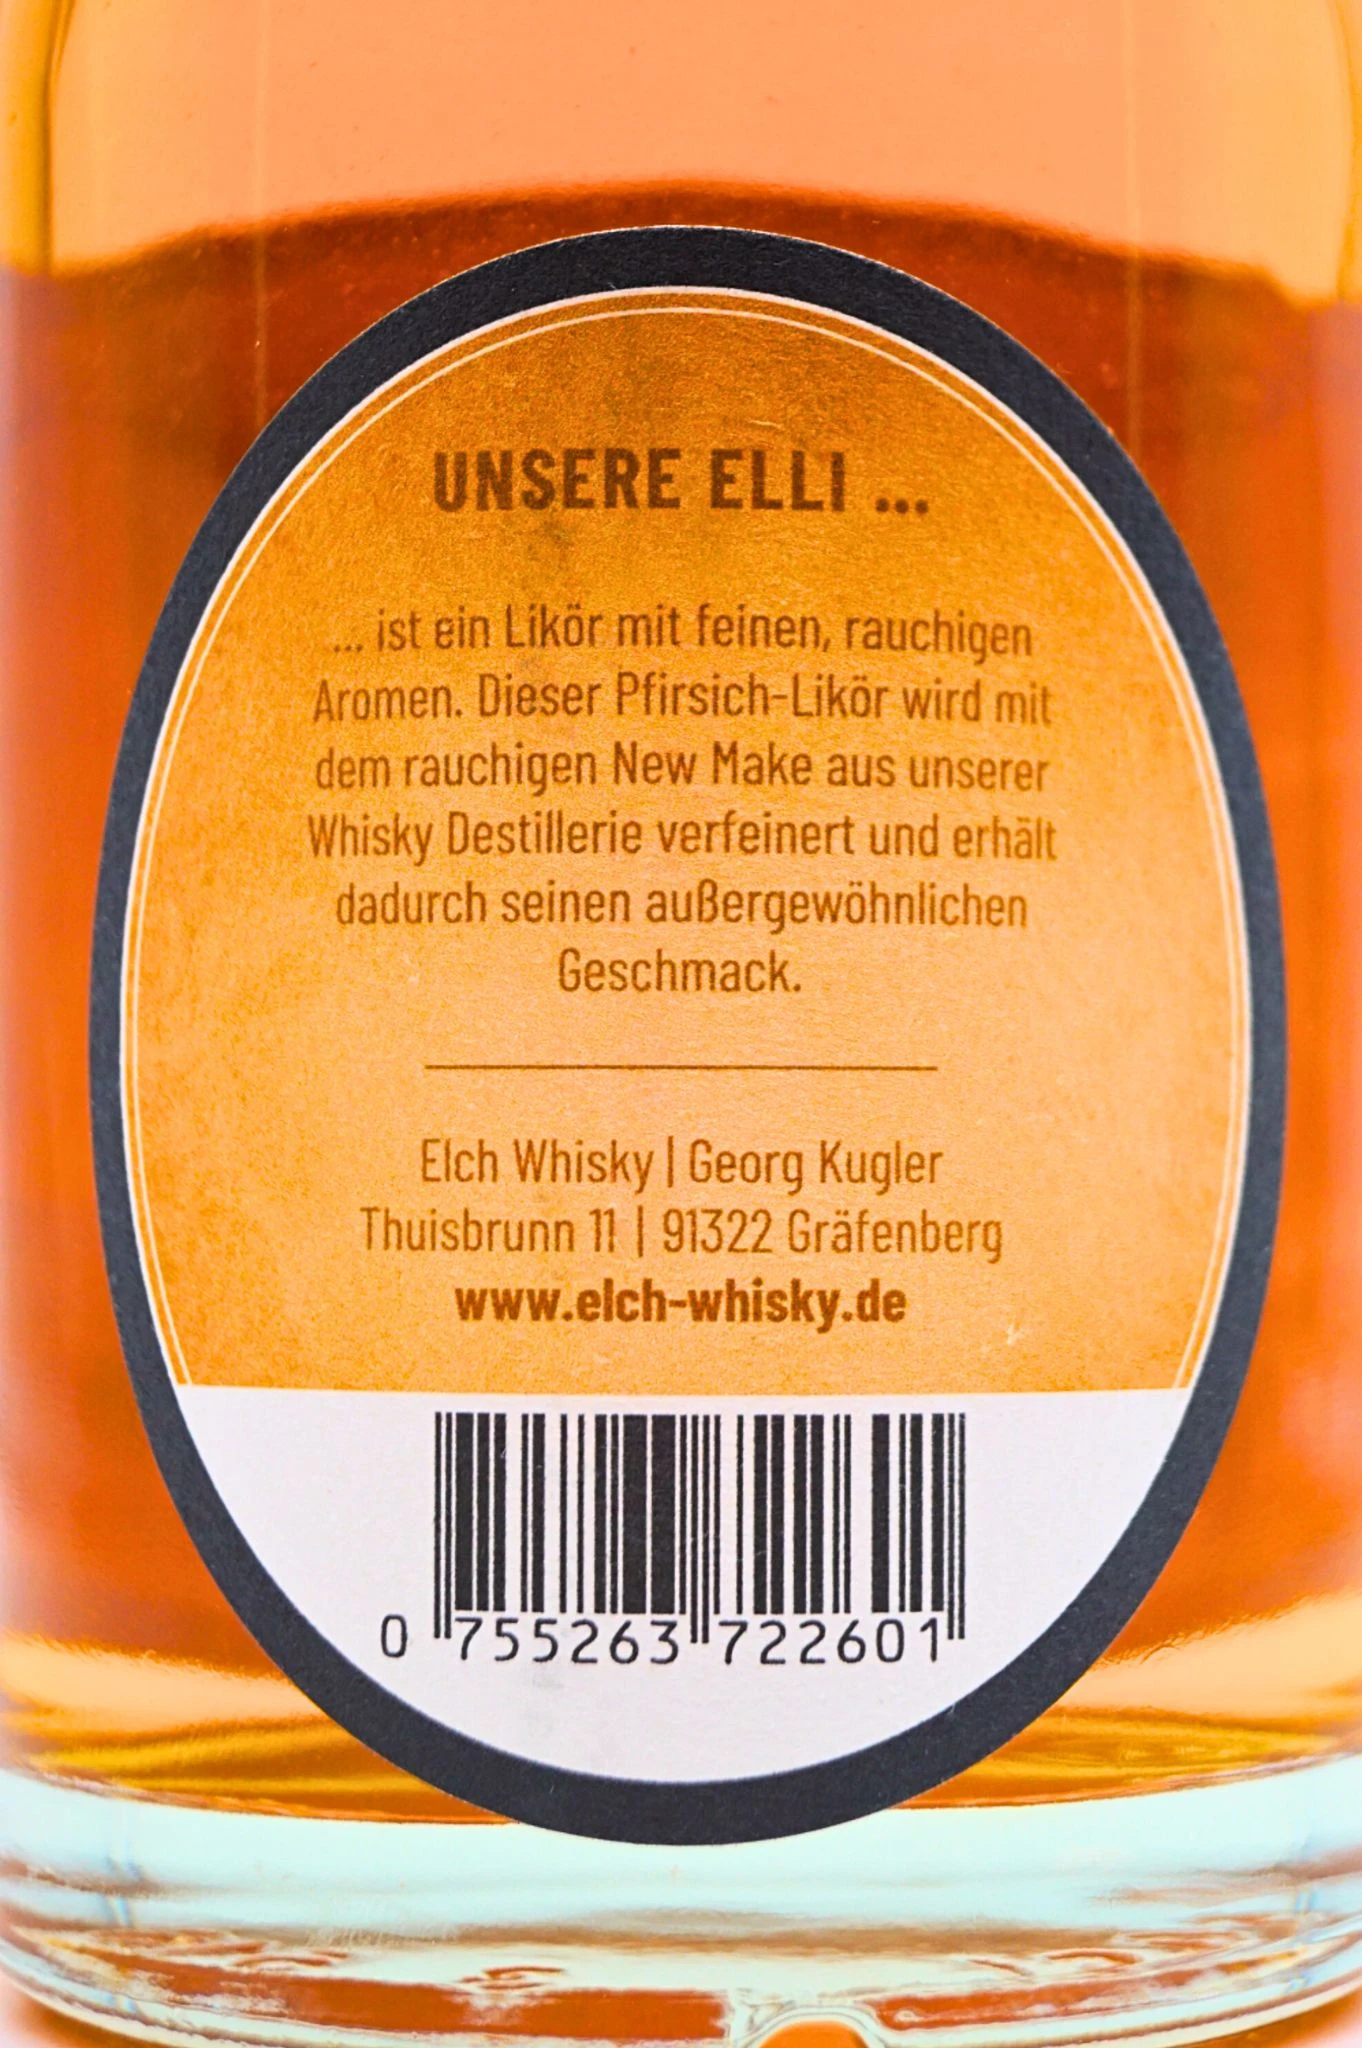 UNSERE ELLI ...
... ist ein Likör mit feinen, rauchigen
Aromen. Dieser Pfirsich-Likör wird mit
dem rauchigen New Make aus unserer
Whisky Destillerie verfeinert und erhält
dadurch seinen außergewöhnlichen
Geschmack.
Elch Whisky | Georg Kugler
Thuisbrunn 11 | 91322 Gräfenberg
www.elch-whisky.de
0 755263 722601